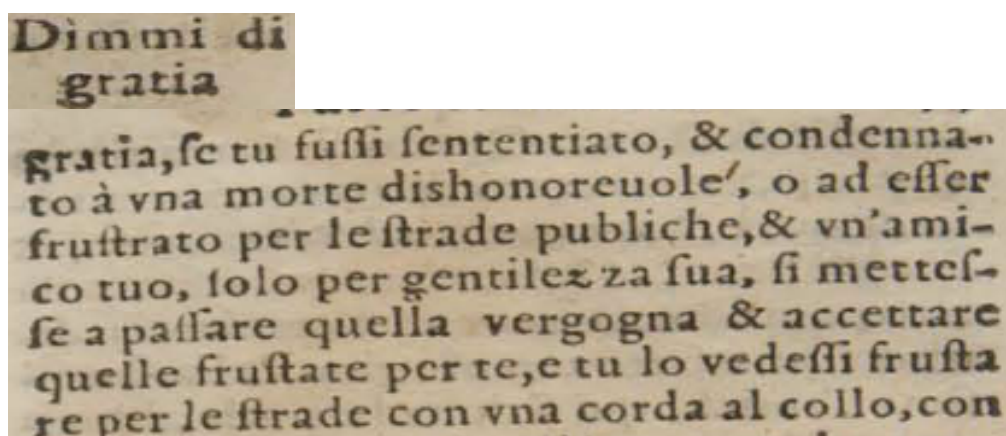 Dimmi di
gratia
gratia, ſe tu fuſſi ſententiato, & condenna-
to à vna morte dishonoreuole', o ad eſſer
fruſtrato per le ſtrade publiche, & vn'ami-
co tuo, ſolo per gentilezza ſua, ſi metteſ-
ſe a paſſare quella vergogna & accettare
quelle fruſtate per te, e tu lo vedeſſi fruſta
re per le ſtrade con vna corda al collo, con